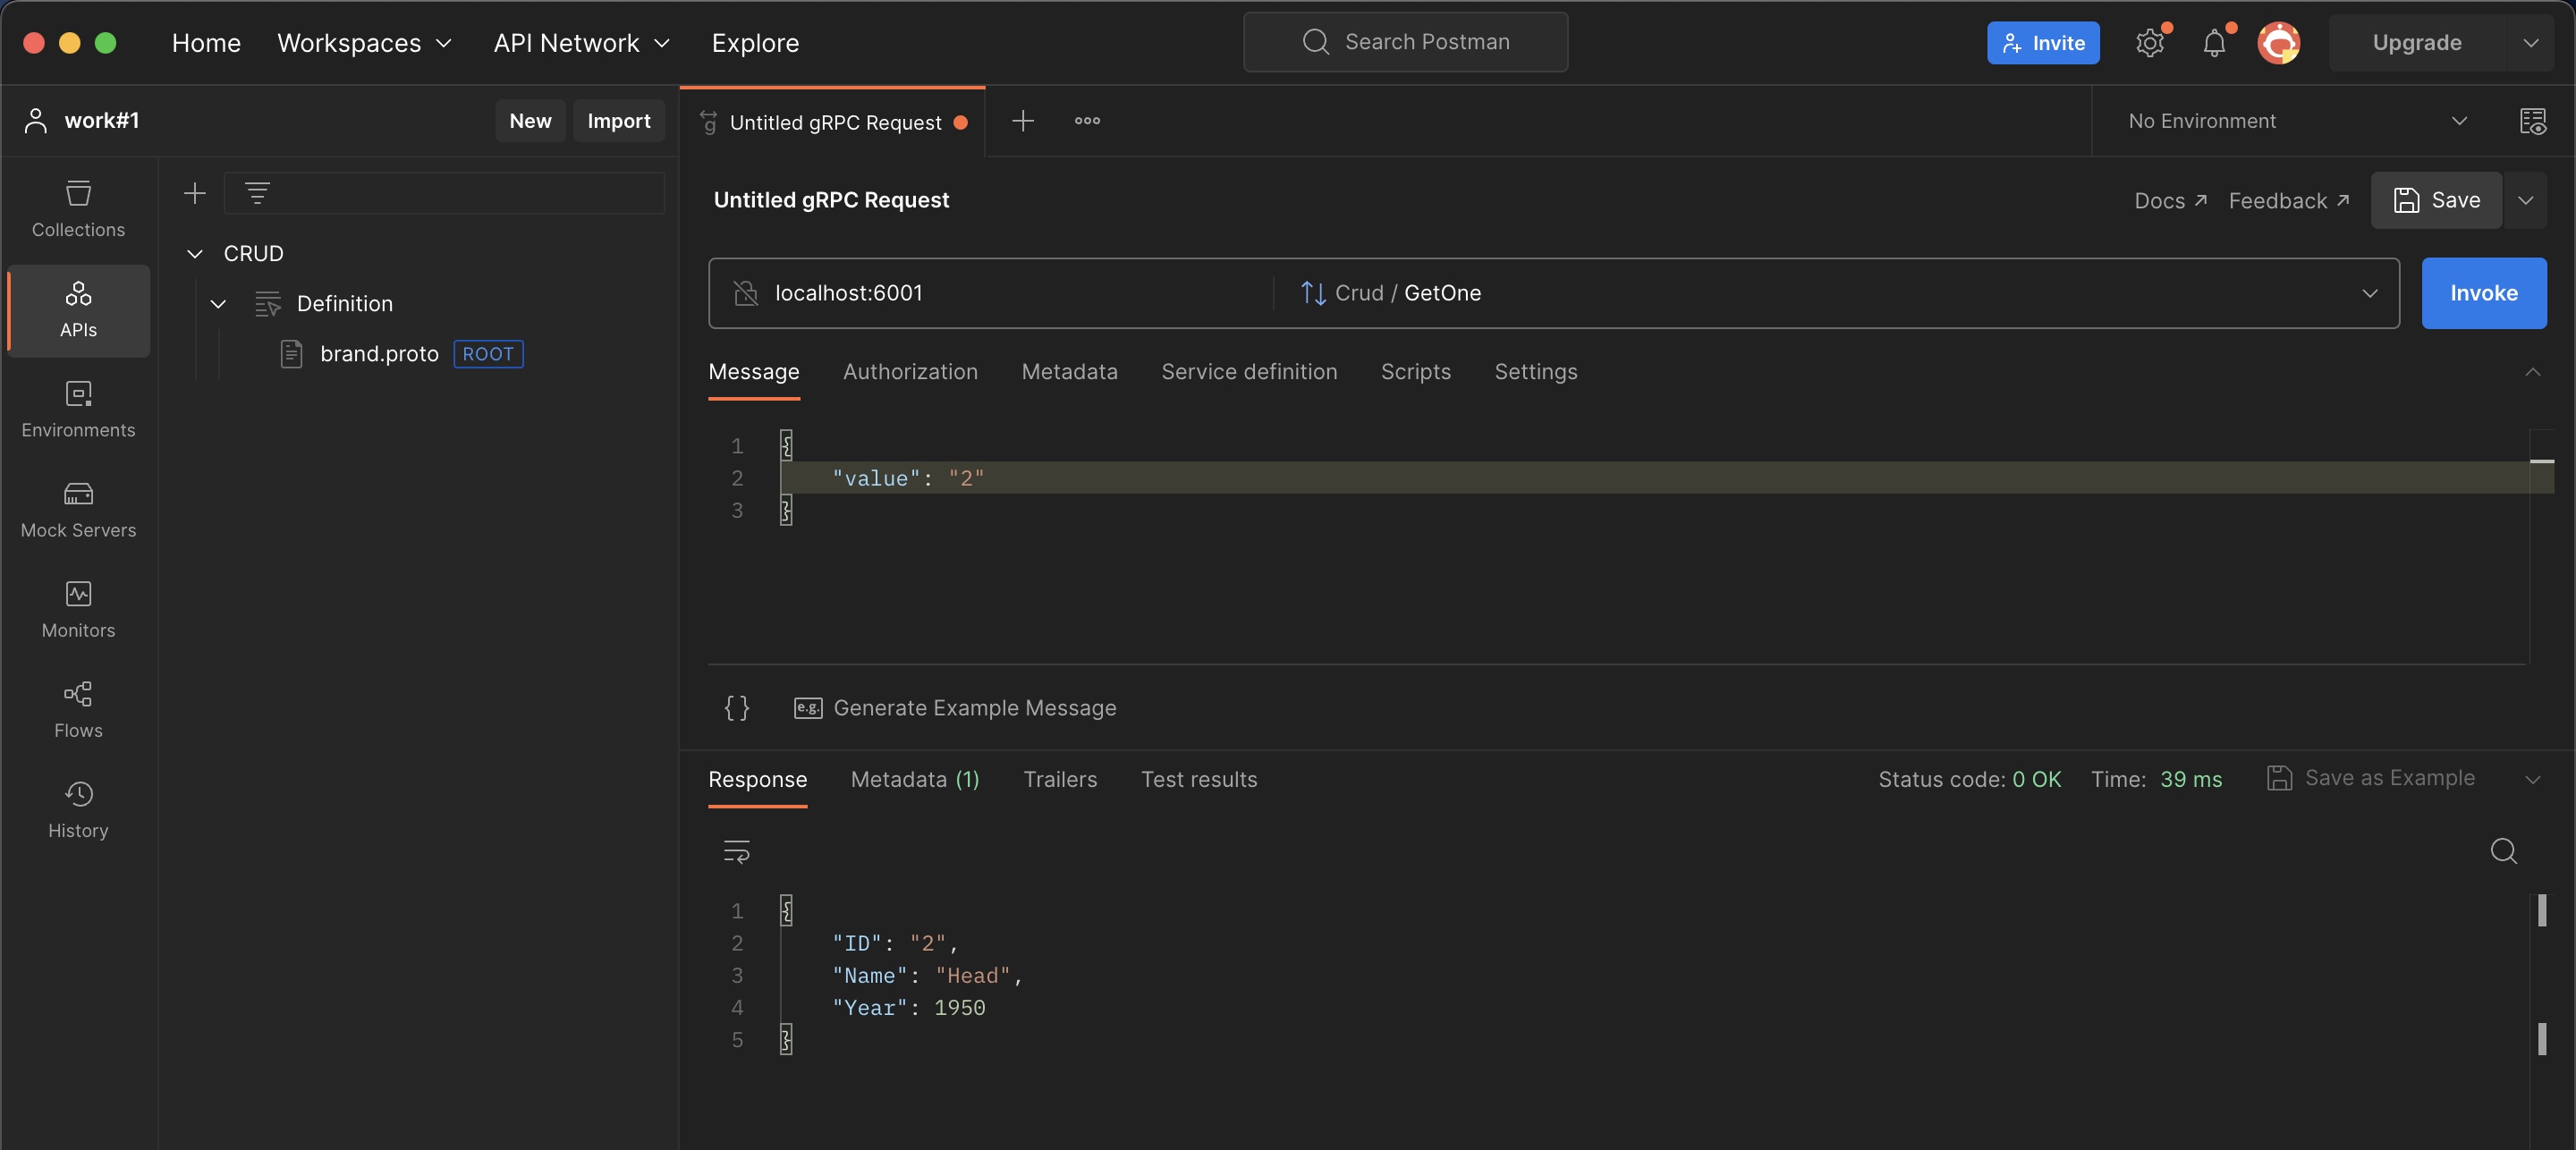 Home Workspaces API Network Explore Search Postman Invite Upgrade
work#1 New Import Untitled gRPC Request No Environment
Collections
APIs
Environments
Mock Servers
Monitors
Flows
History
CRUD
Definition
brand.proto ROOT
Untitled gRPC Request Docs Feedback Save
localhost:6001 Crud / GetOne Invoke
Message Authorization Metadata Service definition Scripts Settings
1 {
2 "value": "2"
3 }
{} e.g. Generate Example Message
Response Metadata (1) Trailers Test results Status code: 0 OK Time: 39 ms Save as Example
1 {
2 "ID": "2",
3 "Name": "Head",
4 "Year": 1950
5 }